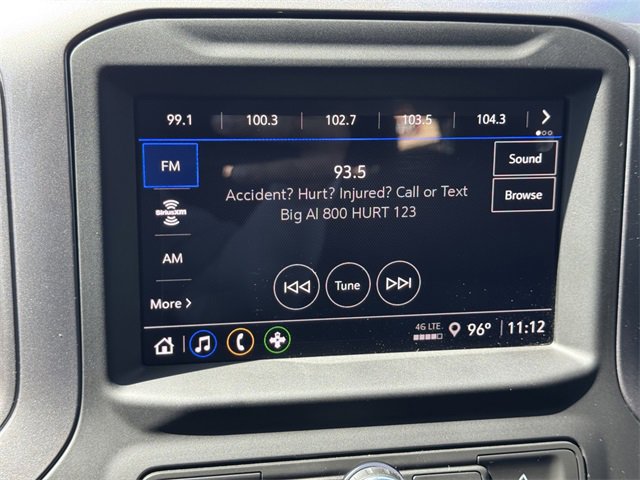 99.1 100.3 102.7 103.5 104.3
FM
93.5
Sound
Accident? Hurt? Injured? Call or Text
Big Al 800 HURT 123
Browse
SiriusXM
AM
Tune
More
4G LTE 96° 11:12